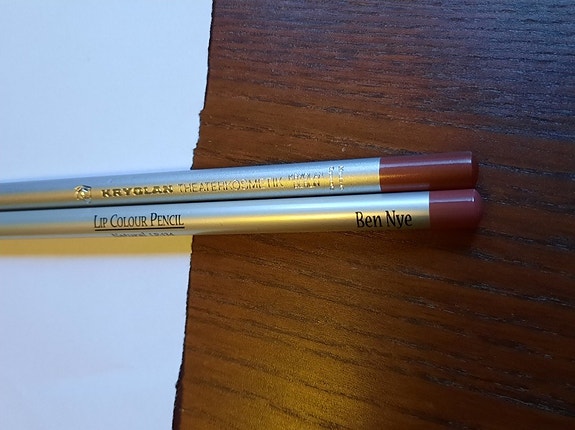 KRYOLAN THEATERKOSMETIK
LIP COLOUR PENCIL Ben Nye